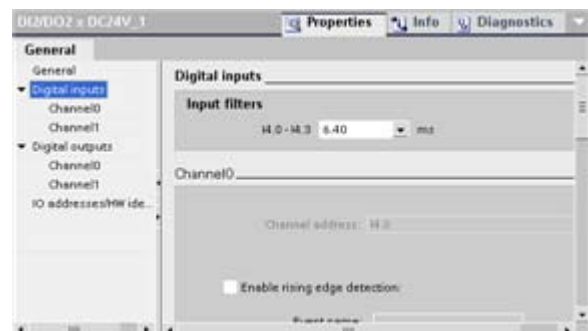 DI2/DO2 x DC24V_1
Properties
Info
Diagnostics
General
General
Digital inputs
Channel0
Channel1
Digital outputs
Channel0
Channel1
IO addresses/HW ide..
Digital inputs
Input filters
I4.0 - I4.3 6.40 ms
Channel0
Channel address: I4.0
Enable rising edge detection:
Event name: